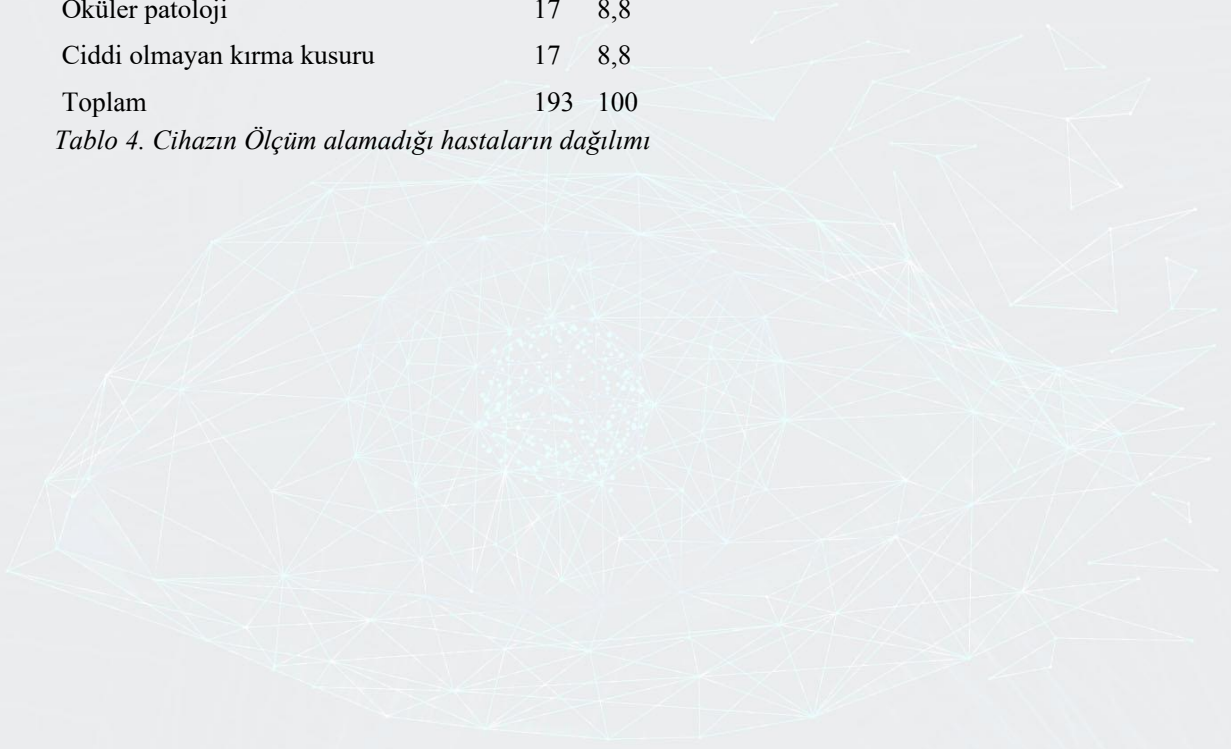 Oküler patoloji 17 8,8
Ciddi olmayan kırma kusuru 17 8,8
Toplam 193 100
Tablo 4. Cihazın Ölçüm alamadığı hastaların dağılımı